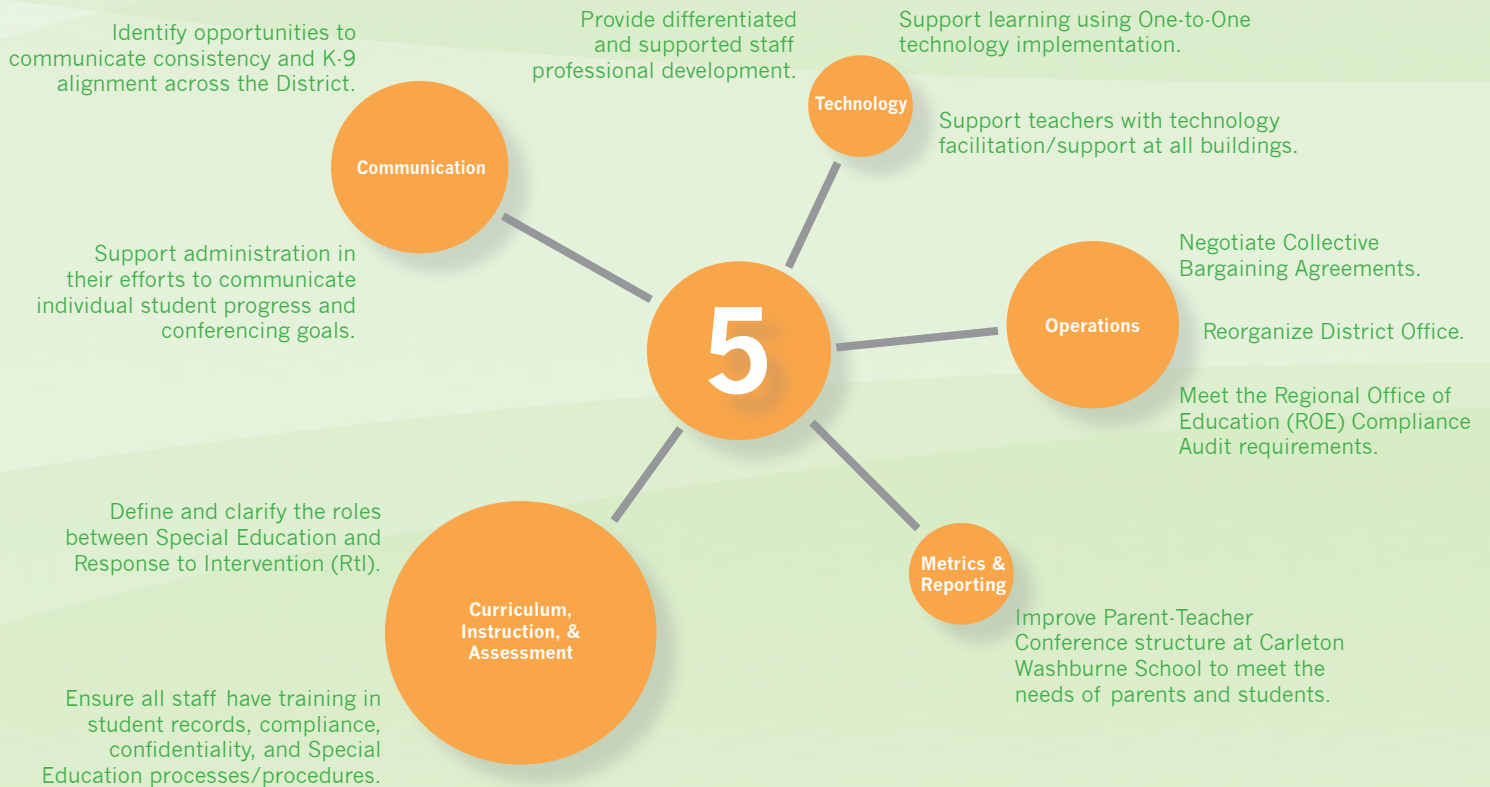 Identify opportunities to
communicate consistency and K-9
alignment across the District.
Communication
Support administration in
their efforts to communicate
individual student progress and
conferencing goals.
Provide differentiated
and supported staff
professional development.
Support learning using One-to-One
technology implementation.
Technology
Support teachers with technology
facilitation/support at all buildings.
5
Negotiate Collective
Bargaining Agreements.
Operations
Reorganize District Office.
Meet the Regional Office of
Education (ROE) Compliance
Audit requirements.
Define and clarify the roles
between Special Education and
Response to Intervention (RtI).
Curriculum,
Instruction, &
Assessment
Ensure all staff have training in
student records, compliance,
confidentiality, and Special
Education processes/procedures.
Metrics &
Reporting
Improve Parent-Teacher
Conference structure at Carleton
Washburne School to meet the
needs of parents and students.